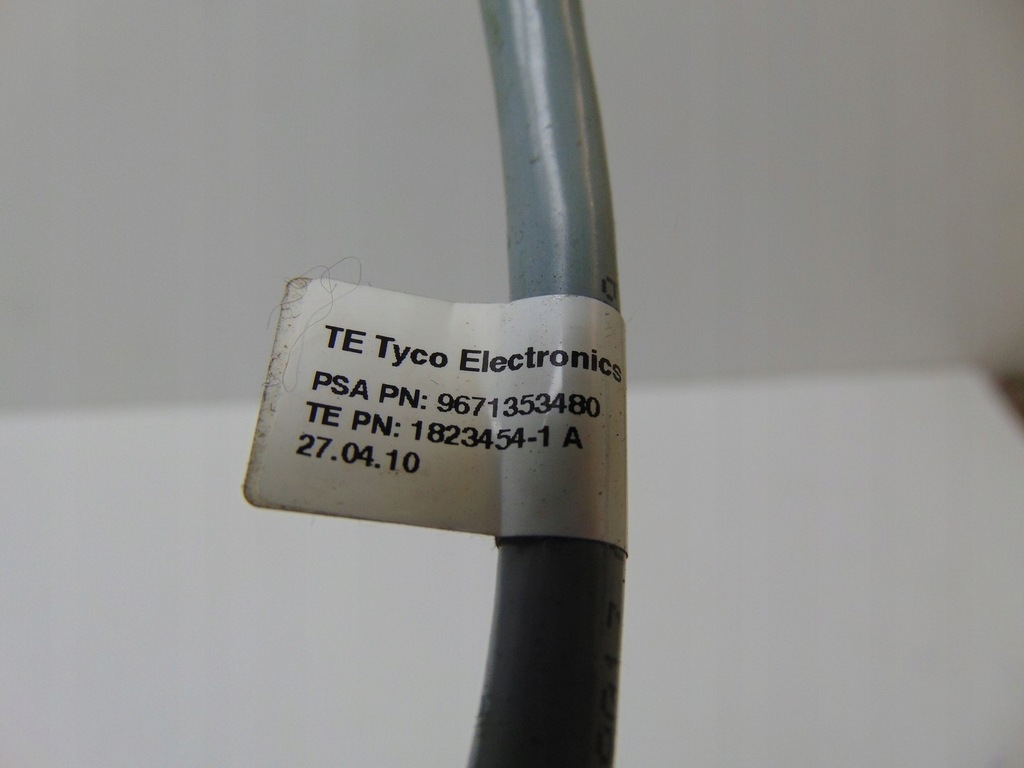 TE Tyco Electronics
PSA PN: 9671353480
TE PN: 1823454-1 A
27.04.10